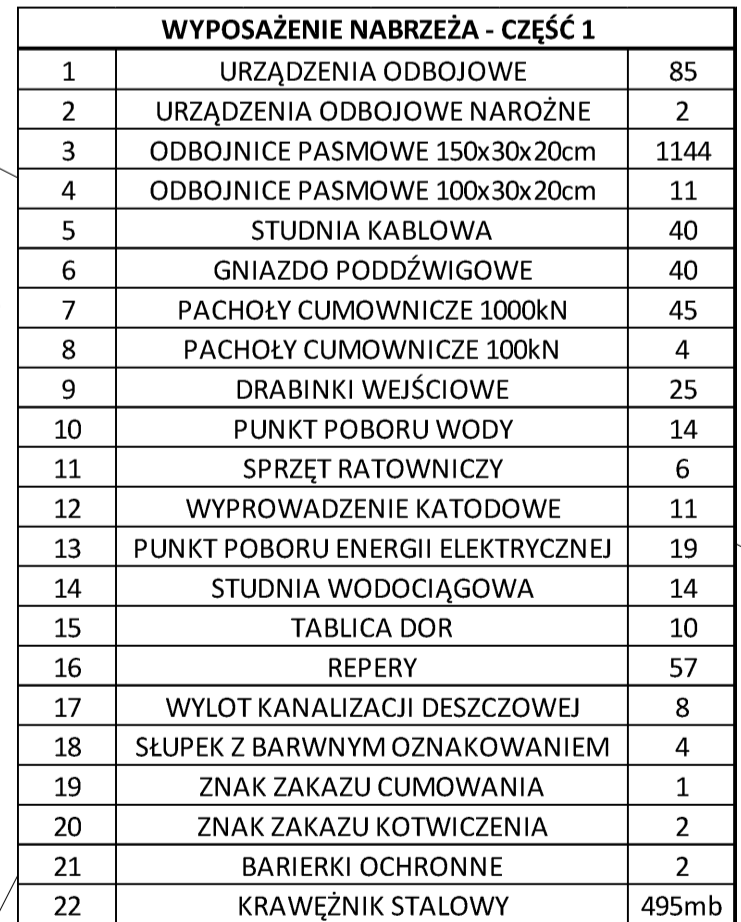 WYPOSAŻENIE NABRZEŻA - CZĘŚĆ 1
1 URZĄDZENIA ODBOJOWE 85
2 URZĄDZENIA ODBOJOWE NAROŻNE 2
3 ODBOJNICE PASMOWE 150x30x20cm 1144
4 ODBOJNICE PASMOWE 100x30x20cm 11
5 STUDNIA KABLOWA 40
6 GNIAZDO PODDŹWIGOWE 40
7 PACHOŁY CUMOWNICZE 1000kN 45
8 PACHOŁY CUMOWNICZE 100kN 4
9 DRABINKI WEJŚCIOWE 25
10 PUNKT POBORU WODY 14
11 SPRZĘT RATOWNICZY 6
12 WYPROWADZENIE KATODOWE 11
13 PUNKT POBORU ENERGII ELEKTRYCZNEJ 19
14 STUDNIA WODOCIĄGOWA 14
15 TABLICA DOR 10
16 REPERY 57
17 WYLOT KANALIZACJI DESZCZOWEJ 8
18 SŁUPEK Z BARWNYM OZNAKOWANIEM 4
19 ZNAK ZAKAZU CUMOWANIA 1
20 ZNAK ZAKAZU KOTWICZENIA 2
21 BARIERKI OCHRONNE 2
22 KRAWĘŻNIK STALOWY 495mb